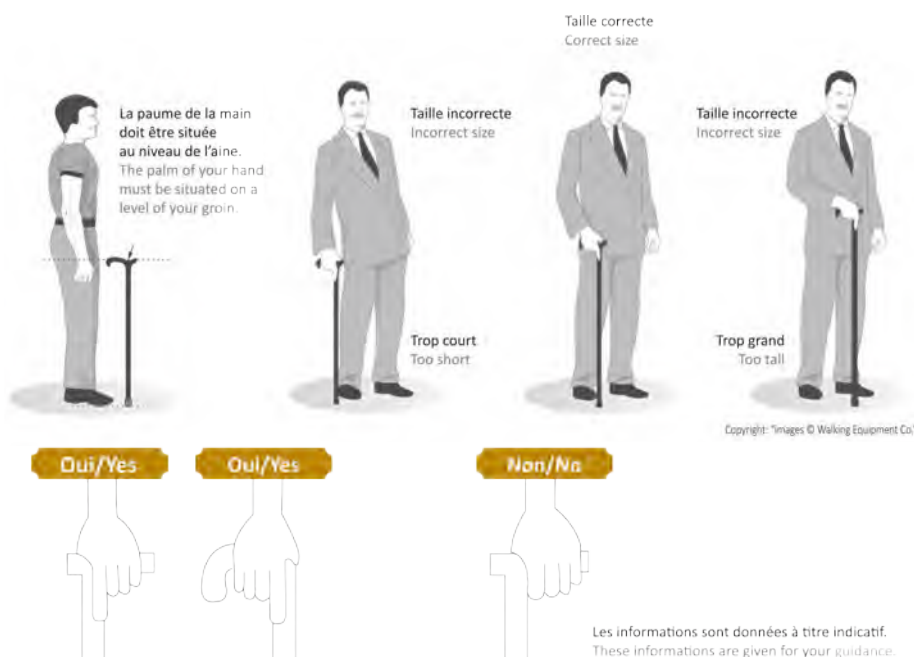 Taille correcte
Correct size
La paume de la main
doit être située
au niveau de l'aine.
The palm of your hand
must be situated on a
level of your groin.
Taille incorrecte
Incorrect size
Trop court
Too short
Taille incorrecte
Incorrect size
Trop grand
Too tall
Copyright: "images © Walking Equipment Co."
Oui/Yes
Oui/Yes
Non/No
Les informations sont données à titre indicatif.
These informations are given for your guidance.